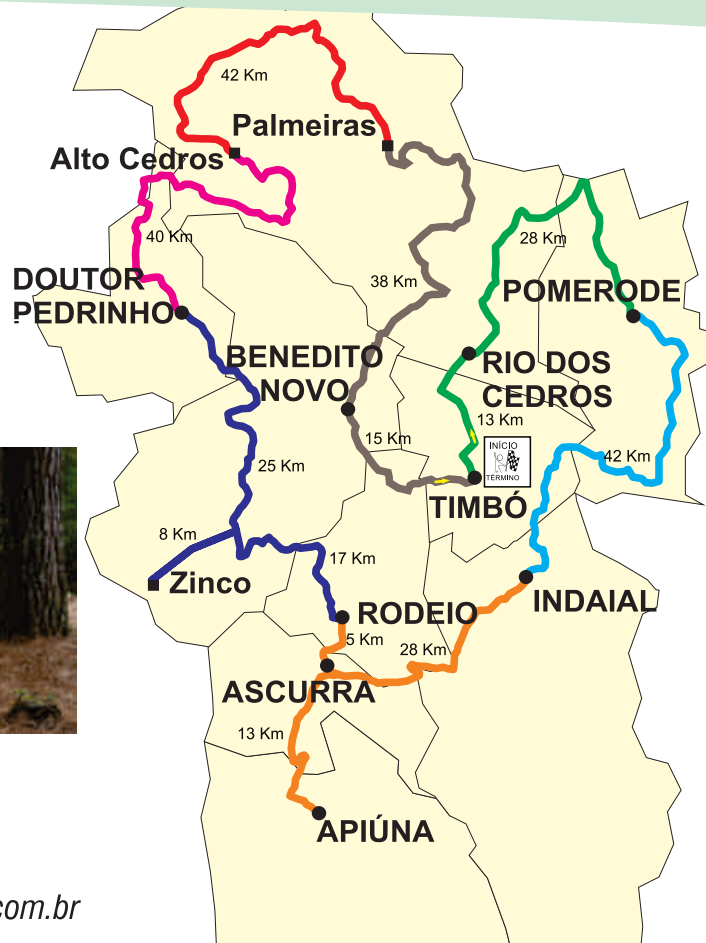 42 Km
Palmeiras
Alto Cedros
40 Km
28 Km
38 Km
DOUTOR
PEDRINHO
POMERODE
BENEDITO
NOVO
RIO DOS
CEDROS
13 Km
15 Km
INÍCIO
TÉRMINO
42 Km
25 Km
TIMBÓ
8 Km
17 Km
Zinco
INDAIAL
RODEIO
5 Km
28 Km
ASCURRA
13 Km
APIÚNA
com.br